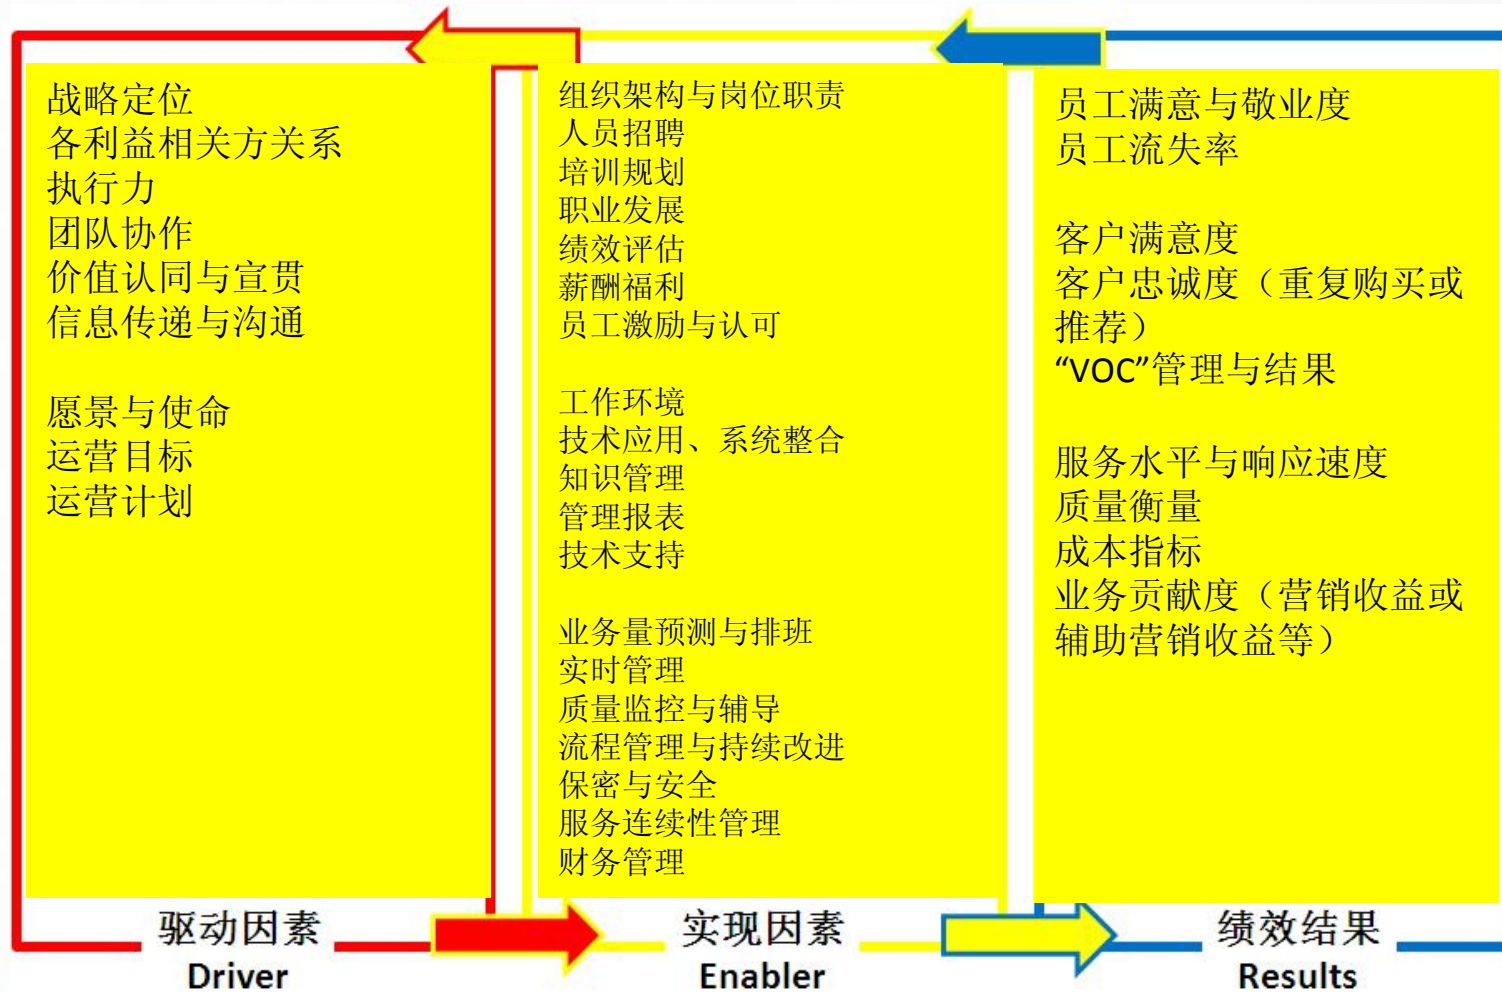 战略定位
各利益相关方关系
执行力
团队协作
价值认同与宣贯
信息传递与沟通
愿景与使命
运营目标
运营计划
驱动因素
Driver
组织架构与岗位职责
人员招聘
培训规划
职业发展
绩效评估
薪酬福利
员工激励与认可
工作环境
技术应用、系统整合
知识管理
管理报表
技术支持
业务量预测与排班
实时管理
质量监控与辅导
流程管理与持续改进
保密与安全
服务连续性管理
财务管理
实现因素
Enabler
员工满意与敬业度
员工流失率
客户满意度
客户忠诚度（重复购买或
推荐）
“VOC”管理与结果
服务水平与响应速度
质量衡量
成本指标
业务贡献度（营销收益或
辅助营销收益等）
绩效结果
Results